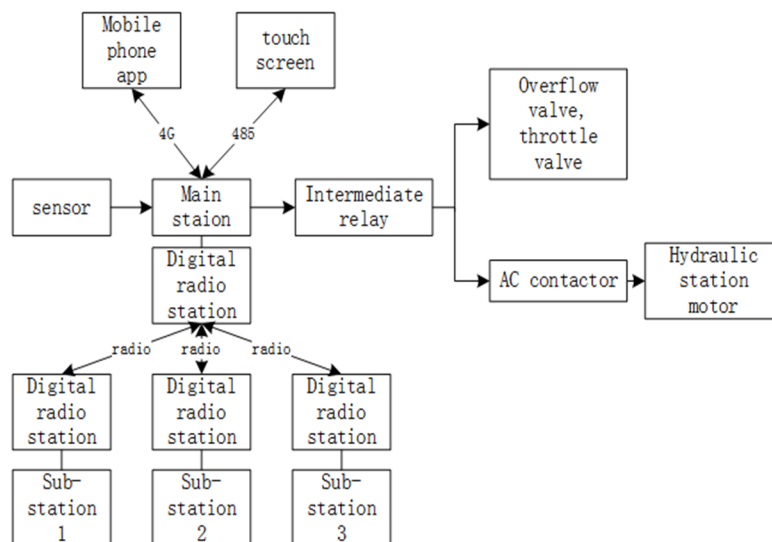 Mobile
phone
app
touch
screen
4G
485
Overflow
valve,
throttle
valve
sensor
Main
staion
Intermediate
relay
Digital
radio
station
AC contactor
Hydraulic
station
motor
radio
radio
radio
Digital
radio
station
Digital
radio
station
Digital
radio
station
Sub-
station
1
Sub-
station
2
Sub-
station
3